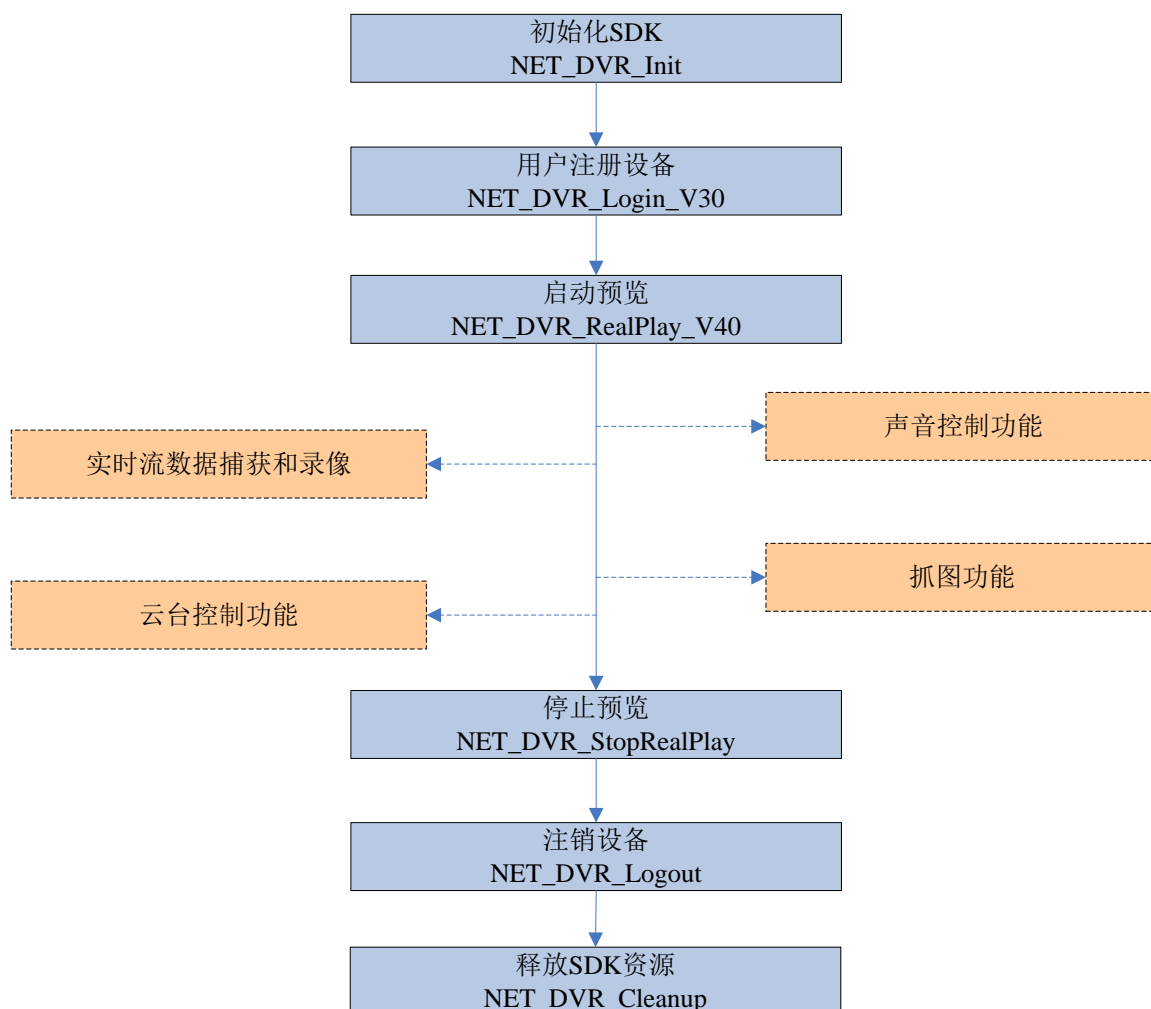 初始化SDK
NET_DVR_Init
用户注册设备
NET_DVR_Login_V30
启动预览
NET_DVR_RealPlay_V40
声音控制功能
实时流数据捕获和录像
抓图功能
云台控制功能
停止预览
NET_DVR_StopRealPlay
注销设备
NET_DVR_Logout
释放SDK资源
NET_DVR_Cleanup